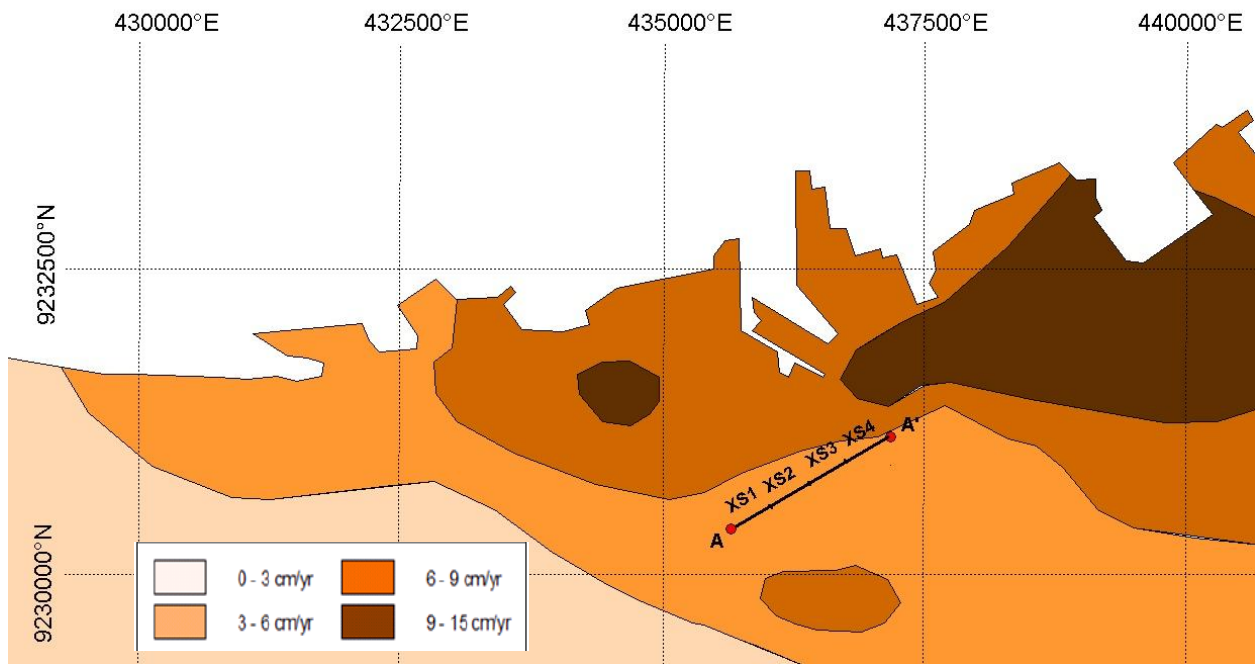 430000°E 432500°E 435000°E 437500°E 440000°E
9232500°N
9230000°N
A XS1 XS2 XS3 XS4 A'
0 - 3 cm/yr 6 - 9 cm/yr
3 - 6 cm/yr 9 - 15 cm/yr